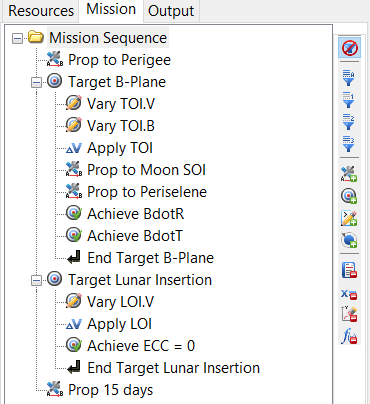 Resources Mission Output
Mission Sequence
Prop to Perigee
Target B-Plane
Vary TOI.V
Vary TOI.B
Apply TOI
Prop to Moon SOI
Prop to Periselene
Achieve BdotR
Achieve BdotT
End Target B-Plane
Target Lunar Insertion
Vary LOI.V
Apply LOI
Achieve ECC = 0
End Target Lunar Insertion
Prop 15 days